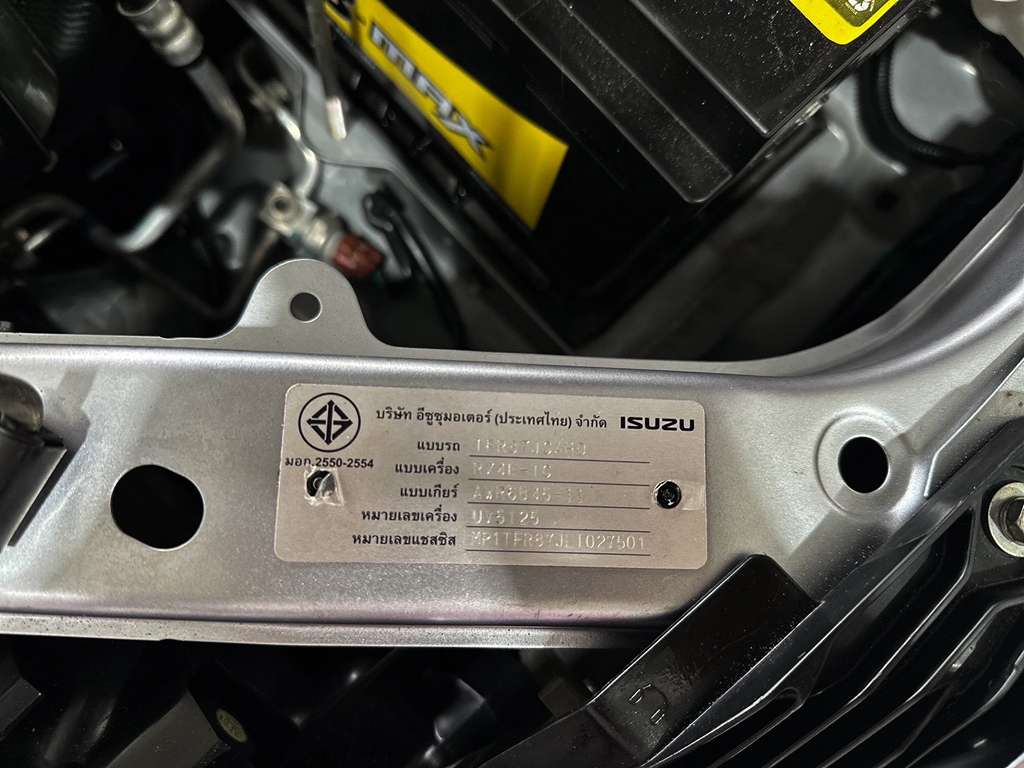 MAX
บริษัท อีซูซุมอเตอร์ (ประเทศไทย) จำกัด ISUZU
มอก.2550-2554
แบบรถ
แบบเครื่อง RZ4E-TC
แบบเกียร์
หมายเลขเครื่อง UY5125
หมายเลขแชสซิส MP1TFR87JLT027501